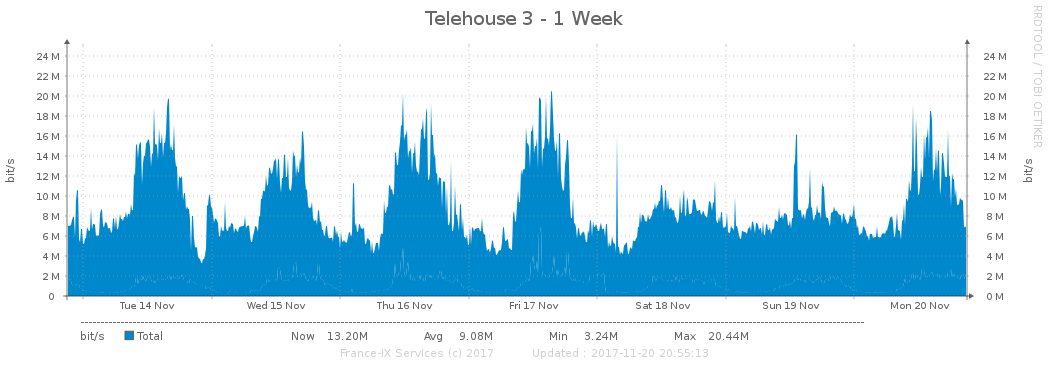 Telehouse 3 - 1 Week
RRDTOOL / TOBI OETIKER
bit/s
24 M 24 M
22 M 22 M
20 M 20 M
18 M 18 M
16 M 16 M
14 M 14 M
12 M 12 M
10 M 10 M
8 M 8 M
6 M 6 M
4 M 4 M
2 M 2 M
0 0 M
bit/s
Tue 14 Nov Wed 15 Nov Thu 16 Nov Fri 17 Nov Sat 18 Nov Sun 19 Nov Mon 20 Nov
bit/s Total Now 13.20M Avg 9.08M Min 3.24M Max 20.44M
France-IX Services (c) 2017 Updated : 2017-11-20 20:55:13